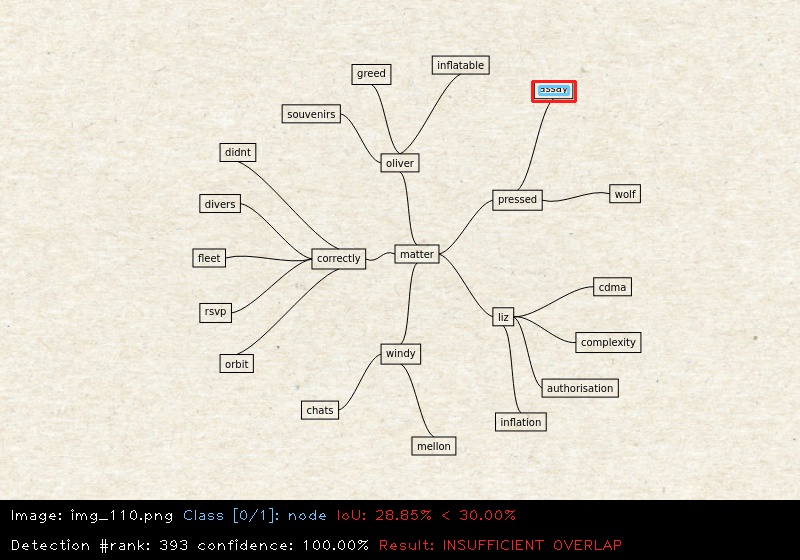 inflatable
greed
assay
souvenirs
didnt
oliver
wolf
pressed
divers
matter
fleet
correctly
cdma
rsvp
liz
complexity
windy
orbit
authorisation
chats
inflation
mellon
Image: img_110.png Class [0/1]: node IoU: 28.85% < 30.00%
Detection #rank: 393 confidence: 100.00% Result: INSUFFICIENT OVERLAP